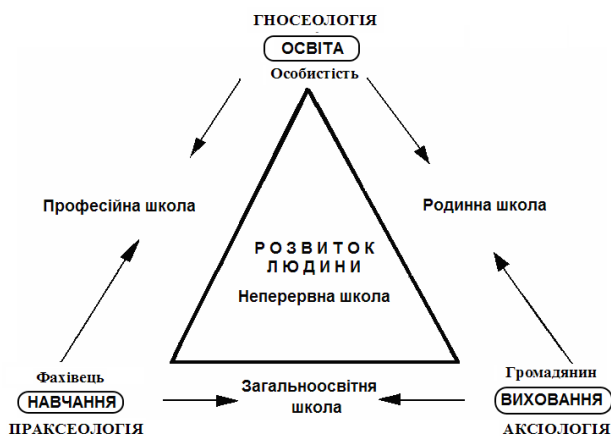 ГНОСЕОЛОГІЯ
ОСВІТА
Особистість
Професійна школа
Родинна школа
РОЗВИТОК
ЛЮДИНИ
Неперервна школа
Фахівець
НАВЧАННЯ
ПРАКСЕОЛОГІЯ
Загальноосвітня
школа
Громадянин
ВИХОВАННЯ
АКСІОЛОГІЯ